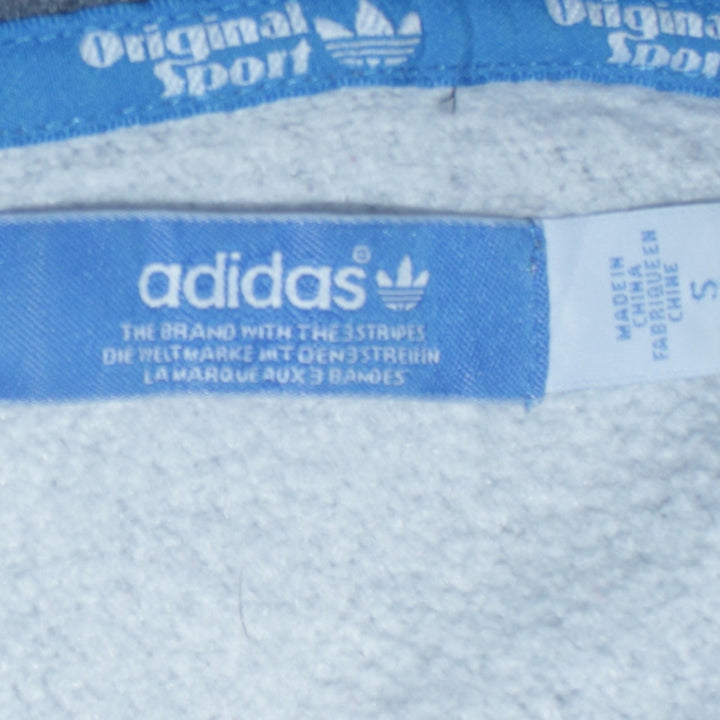 Original
Sport
Original
Spor
adidas®
THE BRAND WITH THE 3 STRIPES
DIE WELTMARKE MIT DEN 3 STREIFEN
LA MARQUE AUX 3 BANDES
MADE IN
CHINA
FABRIQUE EN
CHINE
S